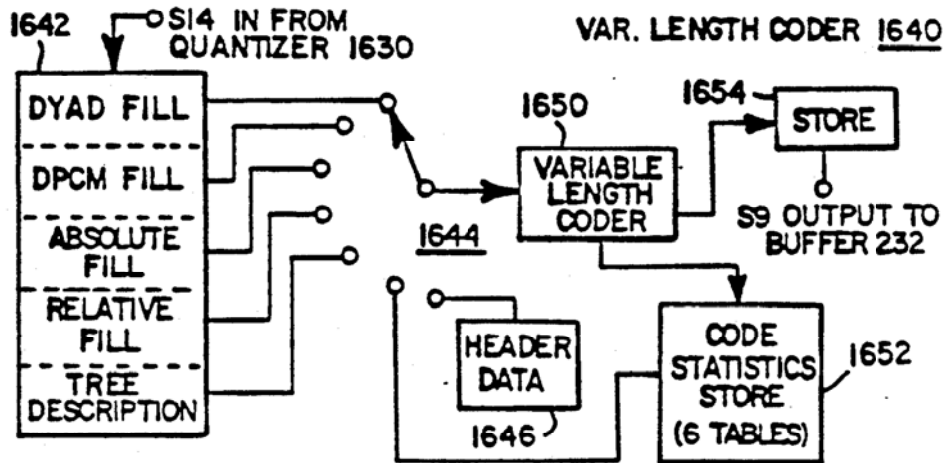 1642
S14 IN FROM
QUANTIZER 1630
VAR. LENGTH CODER 1640
DYAD FILL
DPCM FILL
ABSOLUTE
FILL
RELATIVE
FILL
TREE
DESCRIPTION
1644
1650
VARIABLE
LENGTH
CODER
1654
STORE
S9 OUTPUT TO
BUFFER 232
HEADER
DATA
1646
CODE
STATISTICS
STORE
(6 TABLES)
1652